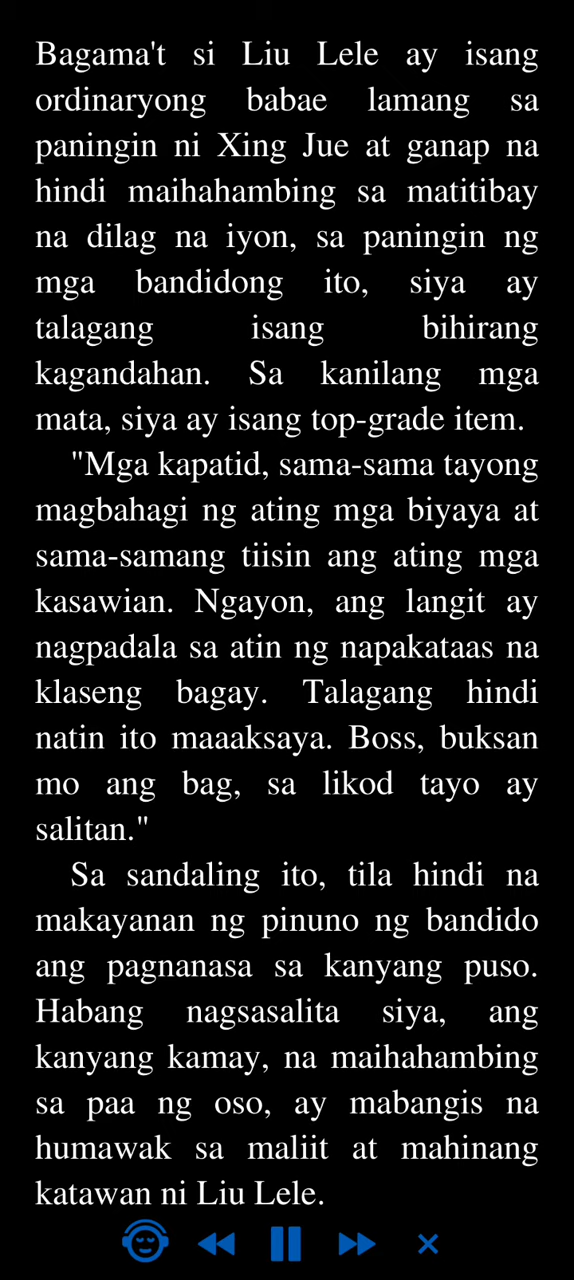 Bagama't si Liu Lele ay isang
ordinaryong babae lamang sa
paningin ni Xing Jue at ganap na
hindi maihahambing sa matitibay
na dilag na iyon, sa paningin ng
mga bandidong ito, siya ay
talagang isang bihirang
kagandahan. Sa kanilang mga
mata, siya ay isang top-grade item.
"Mga kapatid, sama-sama tayong
magbahagi ng ating mga biyaya at
sama-samang tiisin ang ating mga
kasawian. Ngayon, ang langit ay
nagpadala sa atin ng napakataas na
klaseng bagay. Talagang hindi
natin ito maaaksaya. Boss, buksan
mo ang bag, sa likod tayo ay
salitan."
Sa sandaling ito, tila hindi na
makayanan ng pinuno ng bandido
ang pagnanasa sa kanyang puso.
Habang nagsasalita siya, ang
kanyang kamay, na maihahambing
sa paa ng oso, ay mabangis na
humawak sa maliit at mahinang
katawan ni Liu Lele.